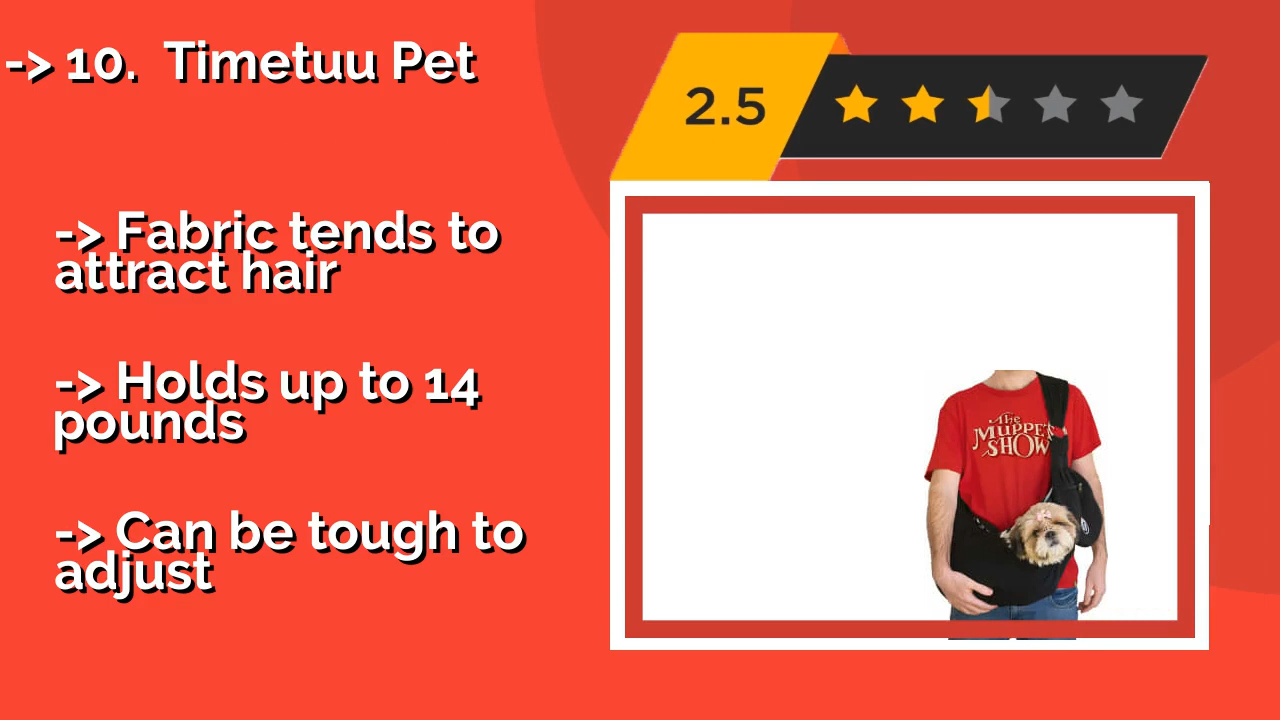 -> 10.  Timetuu Pet
2.5
-> Fabric tends to
attract hair
-> Holds up to 14
pounds
-> Can be tough to
adjust
The
MUPPET
SHOW